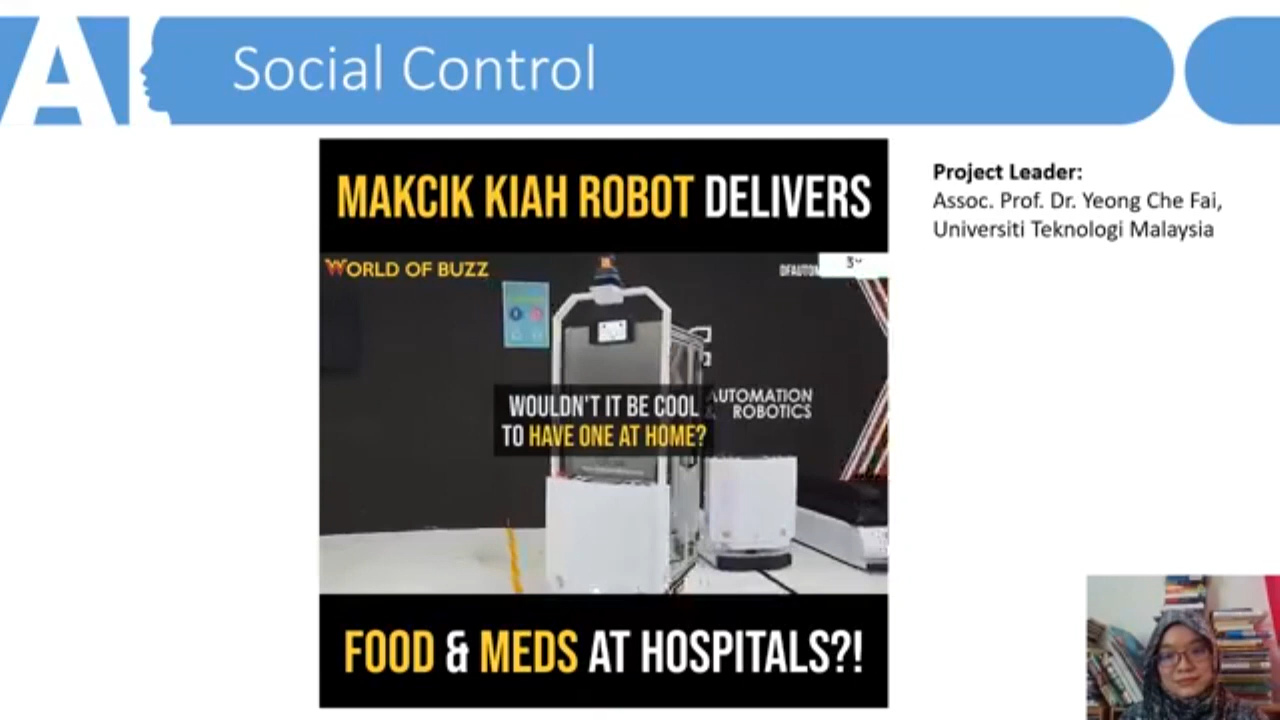 AI
Social Control
MAKCIK KIAH ROBOT DELIVERS
Project Leader:
Assoc. Prof. Dr. Yeong Che Fai,
Universiti Teknologi Malaysia
WORLD OF BUZZ
WOULDN'T IT BE COOL
TO HAVE ONE AT HOME?
AUTOMATION
ROBOTICS
FOOD & MEDS AT HOSPITALS?!